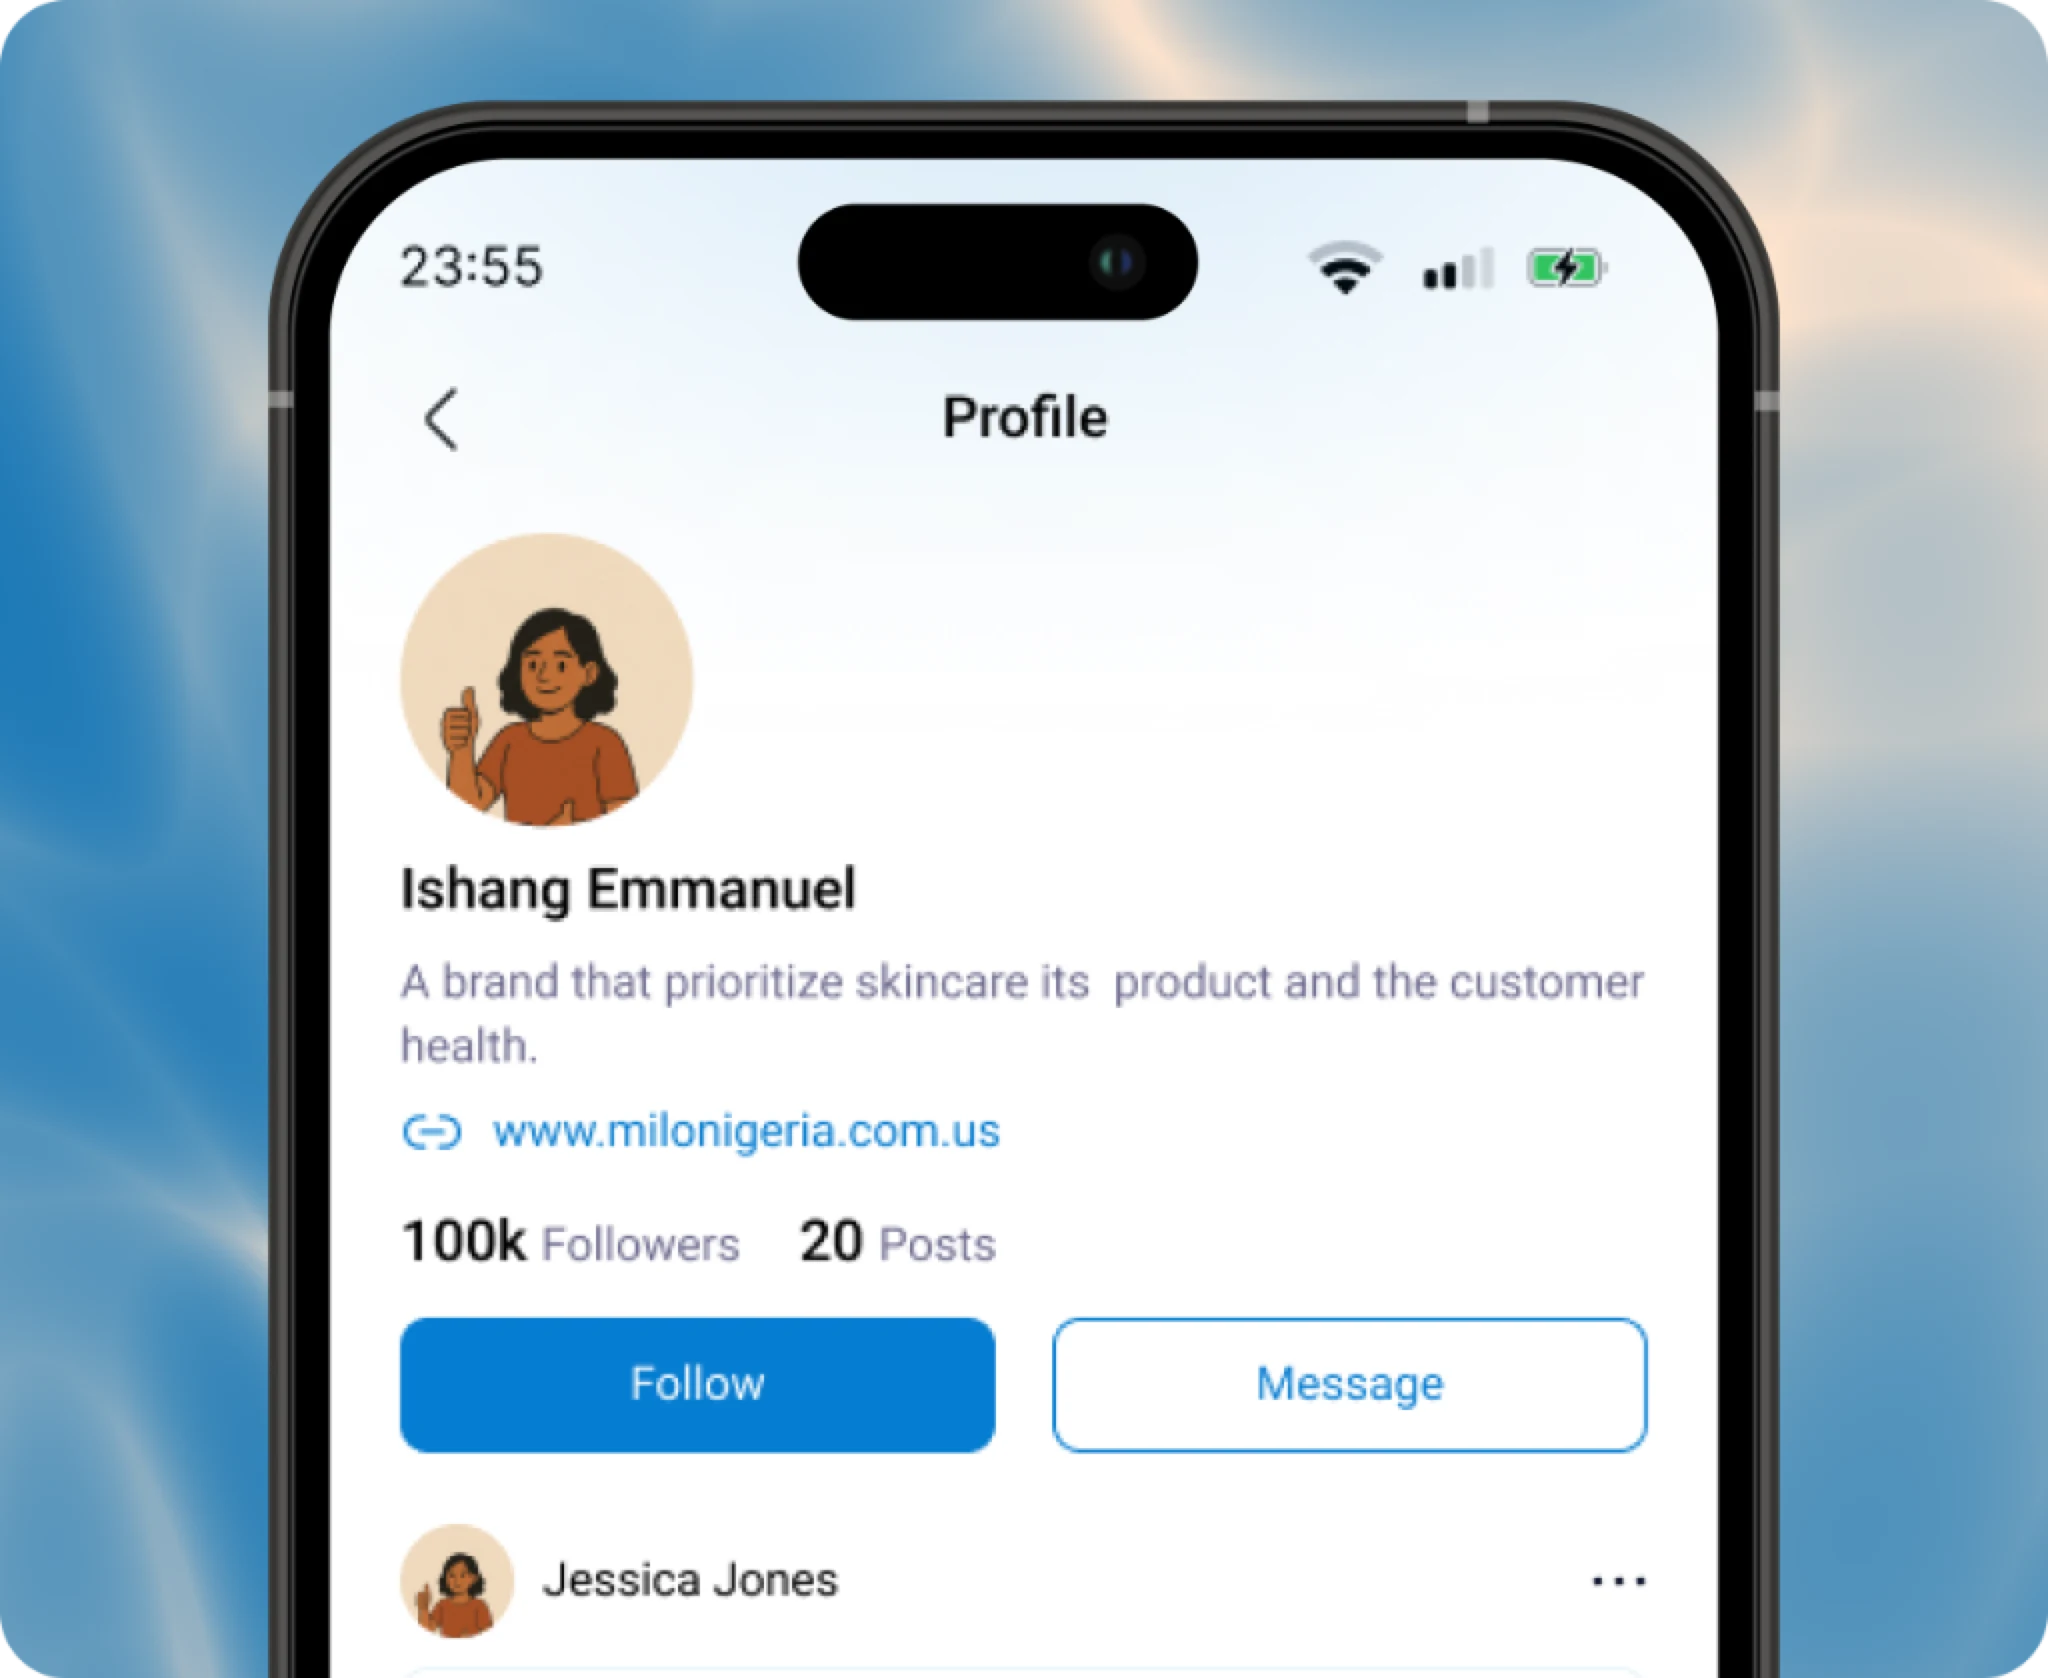 23:55
Profile
Ishang Emmanuel
A brand that prioritize skincare its  product and the customer
health.
www.milonigeria.com.us
100k Followers 20 Posts
Follow Message
Jessica Jones